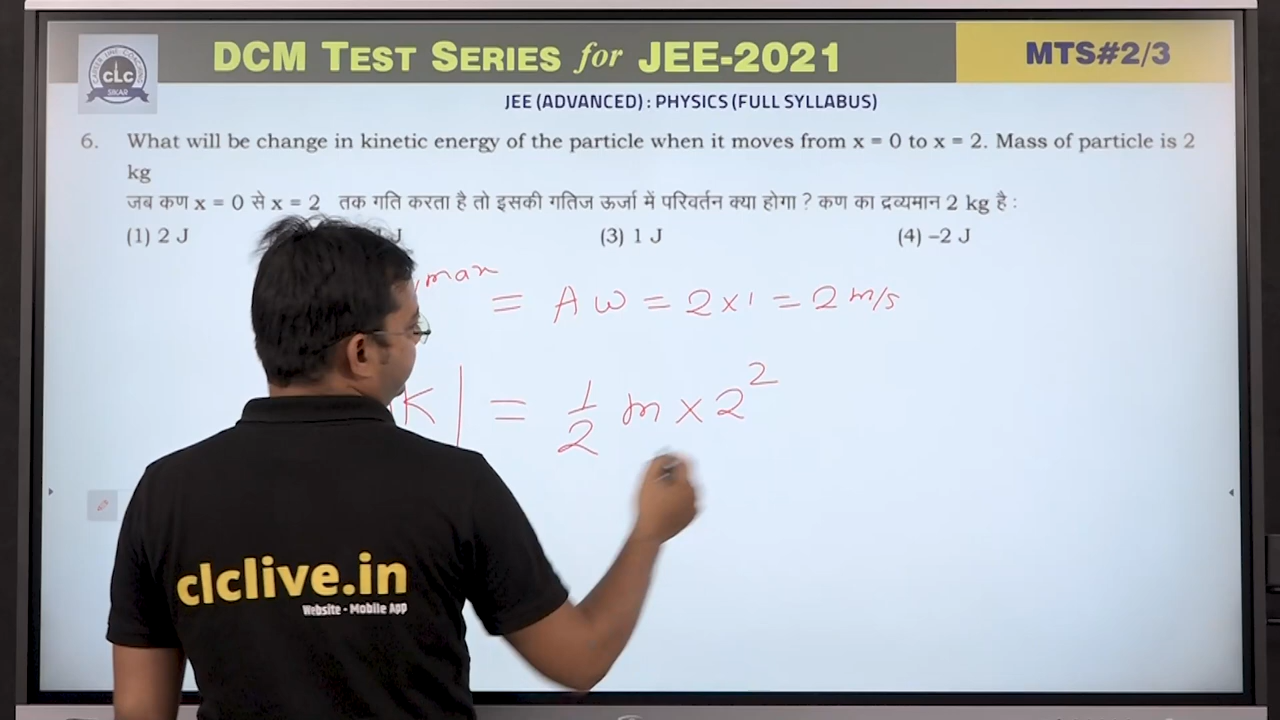 DCM TEST SERIES for JEE-2021
MTS#2/3
CLC
SIKAR
JEE (ADVANCED) : PHYSICS (FULL SYLLABUS)
6. What will be change in kinetic energy of the particle when it moves from x = 0 to x = 2. Mass of particle is 2
kg
जब कण x = 0 से x = 2 तक गति करता है तो इसकी गतिज ऊर्जा में परिवर्तन क्या होगा ? कण का द्रव्यमान 2 kg है :
(1) 2 J J (3) 1 J (4) –2 J
max = A ω = 2 x 1 = 2 m/s
K| = 1/2 m x 2²
clclive.in
Website - Mobile App